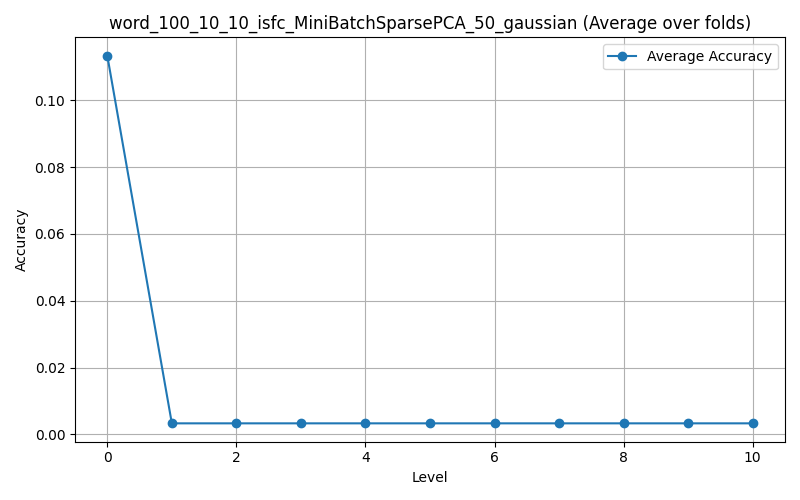 word_100_10_10_isfc_MiniBatchSparsePCA_50_gaussian (Average over folds)
Average Accuracy
0.10
0.08
0.06
0.04
0.02
0.00
Accuracy
0 2 4 6 8 10
Level